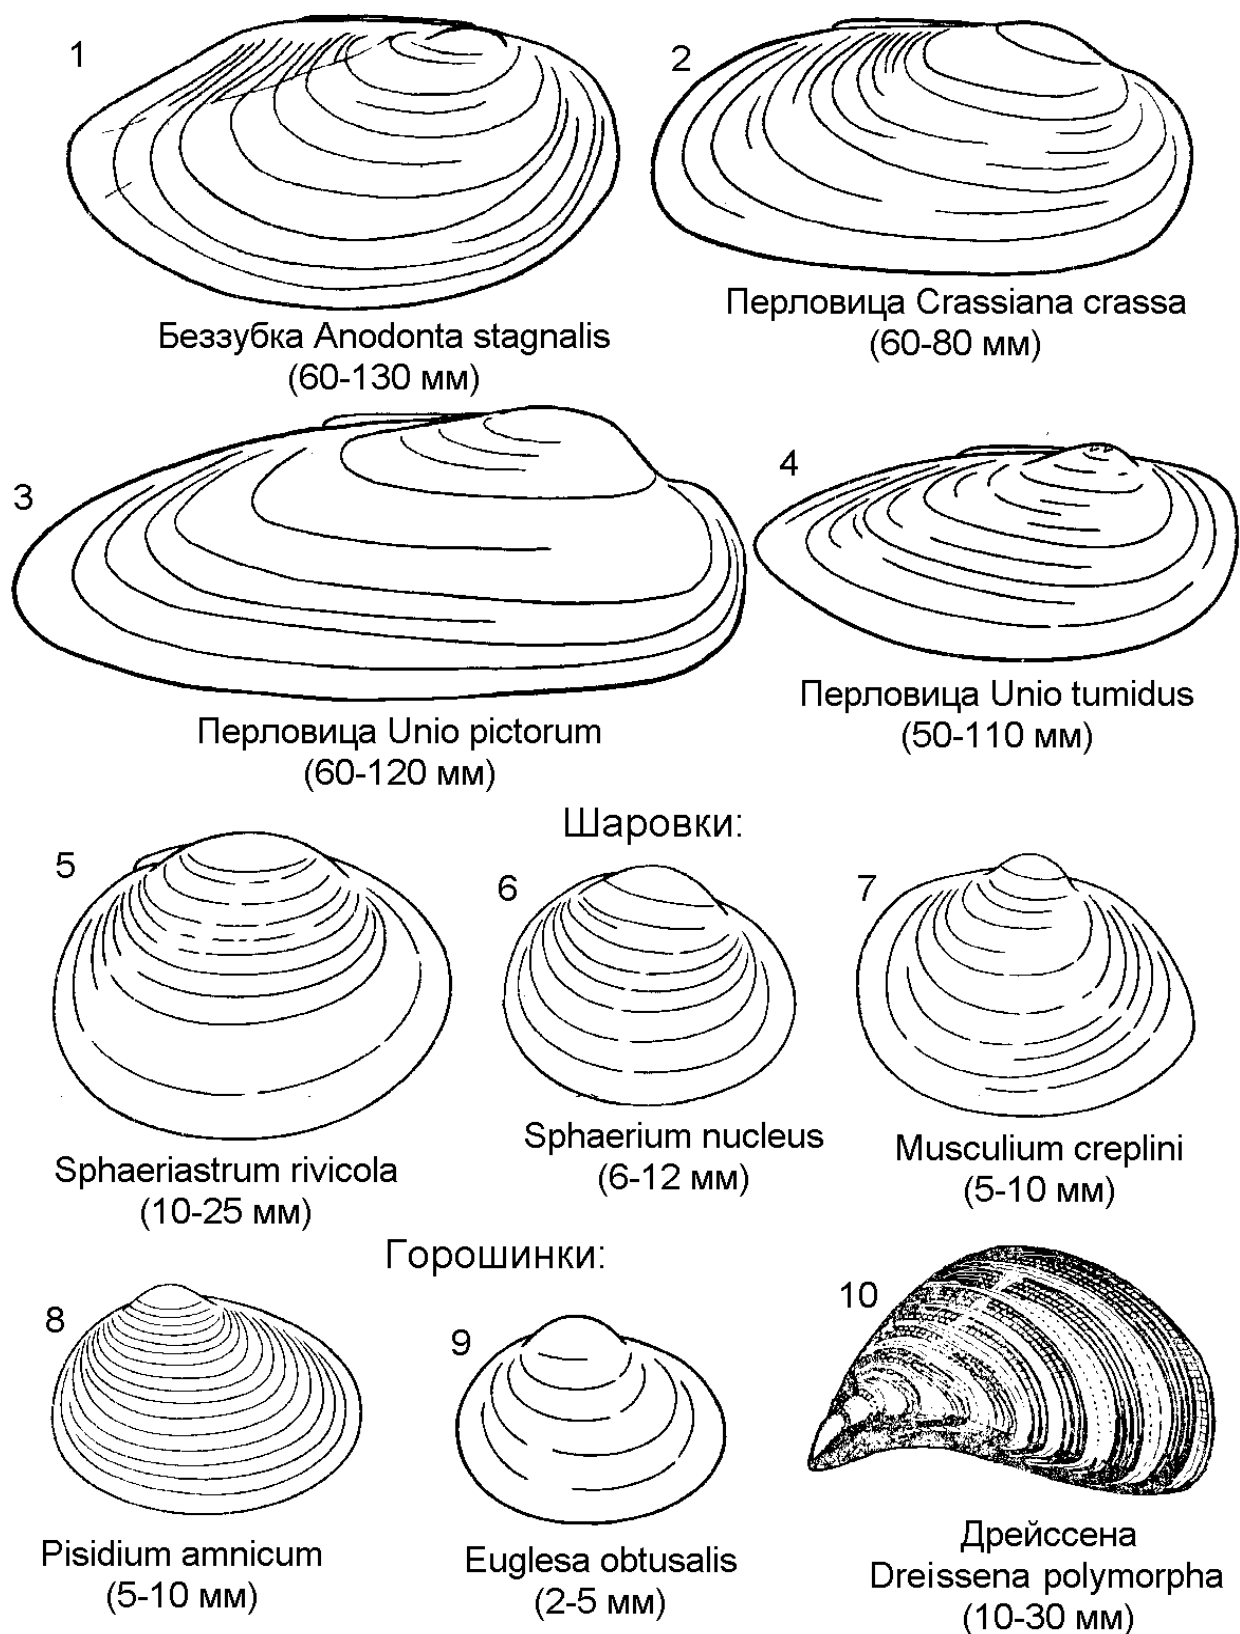 1
2
Беззубка Anodonta stagnalis
(60-130 мм)
Перловица Crassiana crassa
(60-80 мм)
3
4
Перловица Unio pictorum
(60-120 мм)
Перловица Unio tumidus
(50-110 мм)
Шаровки:
5
6
7
Sphaeriastrum rivicola
(10-25 мм)
Sphaerium nucleus
(6-12 мм)
Musculium creplini
(5-10 мм)
Горошинки:
8
9
10
Pisidium amnicum
(5-10 мм)
Euglesa obtusalis
(2-5 мм)
Дрейссена
Dreissena polymorpha
(10-30 мм)